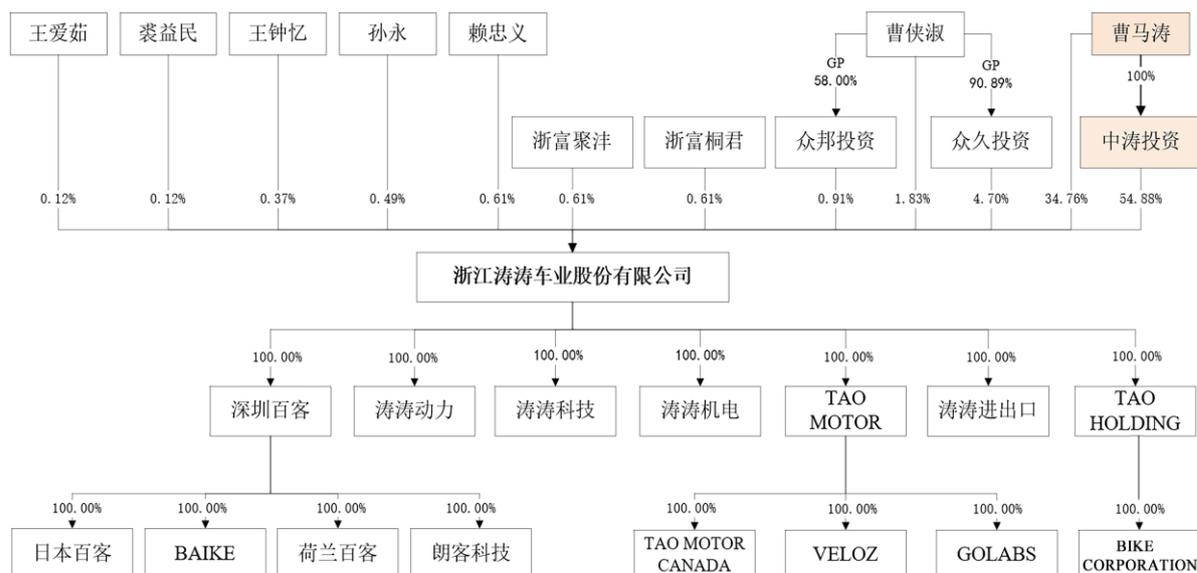 王爱茹
裘益民
王钟忆
孙永
赖忠义
曹侠淑
曹马涛
GP
58.00%
GP
90.89%
100%
浙富聚沣
浙富桐君
众邦投资
众久投资
中涛投资
0.12%
0.12%
0.37%
0.49%
0.61%
0.61%
0.61%
0.91%
1.83%
4.70%
34.76%
54.88%
浙江涛涛车业股份有限公司
100.00%
100.00%
100.00%
100.00%
100.00%
100.00%
100.00%
深圳百客
涛涛动力
涛涛科技
涛涛机电
TAO
MOTOR
涛涛进出口
TAO
HOLDING
100.00%
100.00%
100.00%
100.00%
100.00%
100.00%
100.00%
100.00%
日本百客
BAIKE
荷兰百客
朗客科技
TAO MOTOR
CANADA
VELOZ
GOLABS
BIKE
CORPORATION